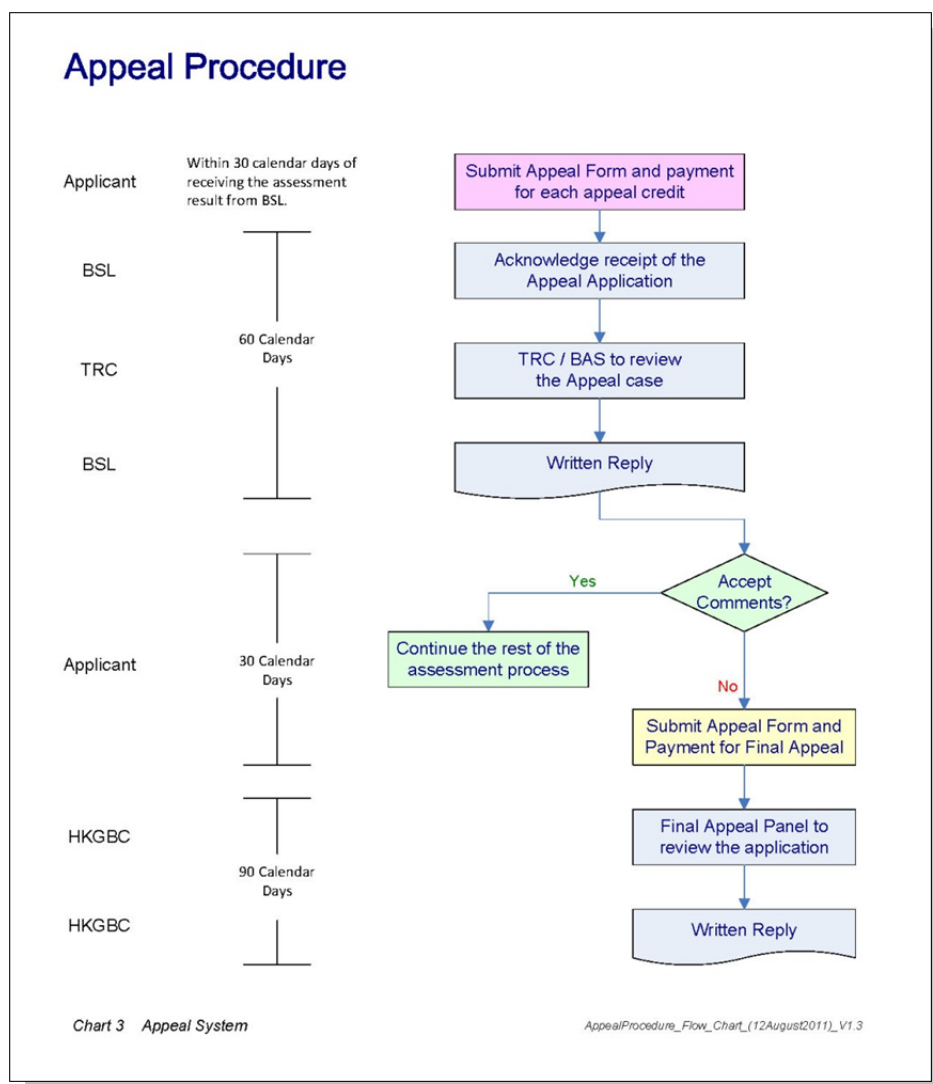 Appeal Procedure
Applicant
Within 30 calendar days of
receiving the assessment
result from BSL.
Submit Appeal Form and payment
for each appeal credit
BSL
Acknowledge receipt of the
Appeal Application
60 Calendar
Days
TRC
TRC / BAS to review
the Appeal case
BSL
Written Reply
Accept
Comments?
Yes
Continue the rest of the
assessment process
Applicant
30 Calendar
Days
No
Submit Appeal Form and
Payment for Final Appeal
HKGBC
Final Appeal Panel to
review the application
90 Calendar
Days
HKGBC
Written Reply
Chart 3 Appeal System
AppealProcedure_Flow_Chart_(12August2011)_V1.3